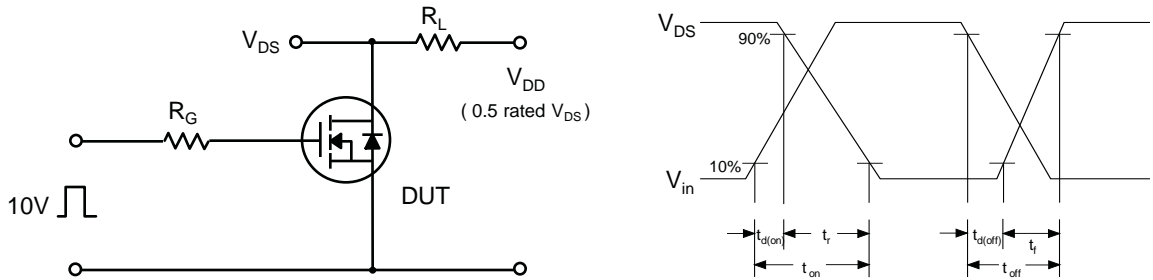 R_L
V_DS
V_DD
( 0.5 rated V_DS )
R_G
DUT
10V
V_DS
90%
10%
V_in
t_d(on)
t_r
t_on
t_d(off)
t_f
t_off